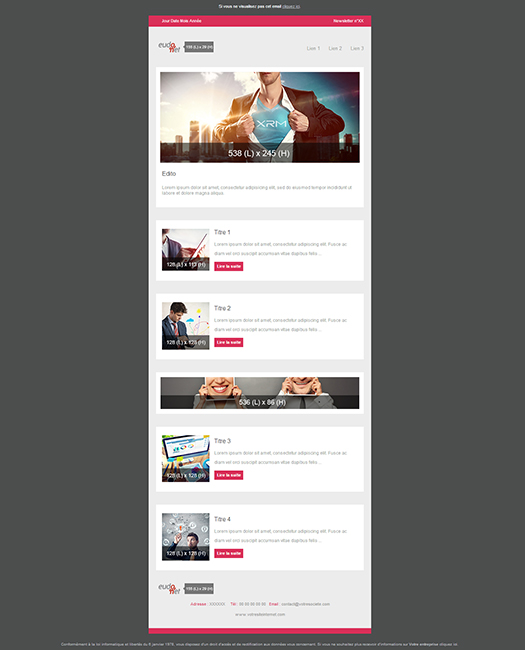 Si vous ne visualisez pas cet email cliquez ici
Jour Date Mois Année
Newsletter n°XX
eudonet
155 (L) x 39 (H)
Lien 1
Lien 2
Lien 3
XRM
538 (L) x 245 (H)
Edito
Lorem ipsum dolor sit amet, consectetur adipisicing elit, sed do eiusmod tempor incididunt ut
labore et dolore magna aliqua.
128 (L) x 113 (H)
Titre 1
Lorem ipsum dolor sit amet, consectetur adipiscing elit. Fusce ac
diam vel orci suscipit accumsan vitae dapibus felis....
Lire la suite
128 (L) x 128 (H)
Titre 2
Lorem ipsum dolor sit amet, consectetur adipiscing elit. Fusce ac
diam vel orci suscipit accumsan vitae dapibus felis....
Lire la suite
536 (L) x 86 (H)
128 (L) x 128 (H)
Titre 3
Lorem ipsum dolor sit amet, consectetur adipiscing elit. Fusce ac
diam vel orci suscipit accumsan vitae dapibus felis....
Lire la suite
128 (L) x 128 (H)
Titre 4
Lorem ipsum dolor sit amet, consectetur adipiscing elit. Fusce ac
diam vel orci suscipit accumsan vitae dapibus felis....
Lire la suite
eudonet
155 (L) x 39 (H)
Adresse : XXXXXX Tél : 00 00 00 00 00 Email : contact@votresociete.com
www.votresiteinternet.com
Conformément à la loi Informatique et libertés du 6 janvier 1978, vous disposez d'un droit d'accès et de rectification aux données vous concernant. Si vous ne souhaitez plus recevoir d'informations sur Votre entreprise cliquez ici